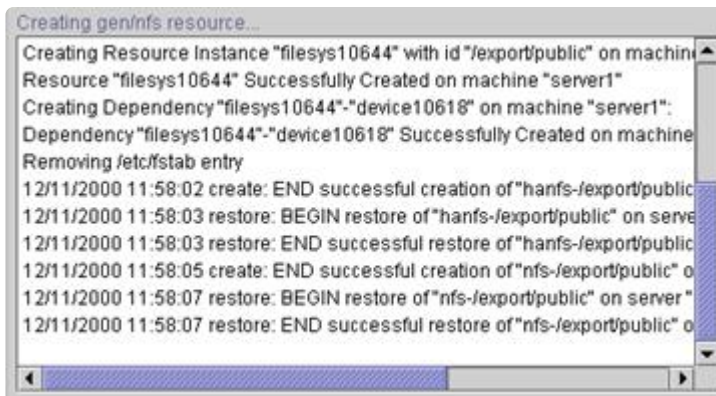 Creating gen/nfs resource...
Creating Resource Instance "filesys10644" with id "/export/public" on machin
Resource "filesys10644" Successfully Created on machine "server1"
Creating Dependency "filesys10644"-"device10618" on machine "server1":
Dependency "filesys10644"-"device10618" Successfully Created on machine
Removing /etc/fstab entry
12/11/2000 11:58:02 create: END successful creation of "hanfs-/export/public
12/11/2000 11:58:03 restore: BEGIN restore of "hanfs-/export/public" on serve
12/11/2000 11:58:03 restore: END successful restore of "hanfs-/export/public
12/11/2000 11:58:05 create: END successful creation of "nfs-/export/public" o
12/11/2000 11:58:07 restore: BEGIN restore of "nfs-/export/public" on server "
12/11/2000 11:58:07 restore: END successful restore of "nfs-/export/public" o